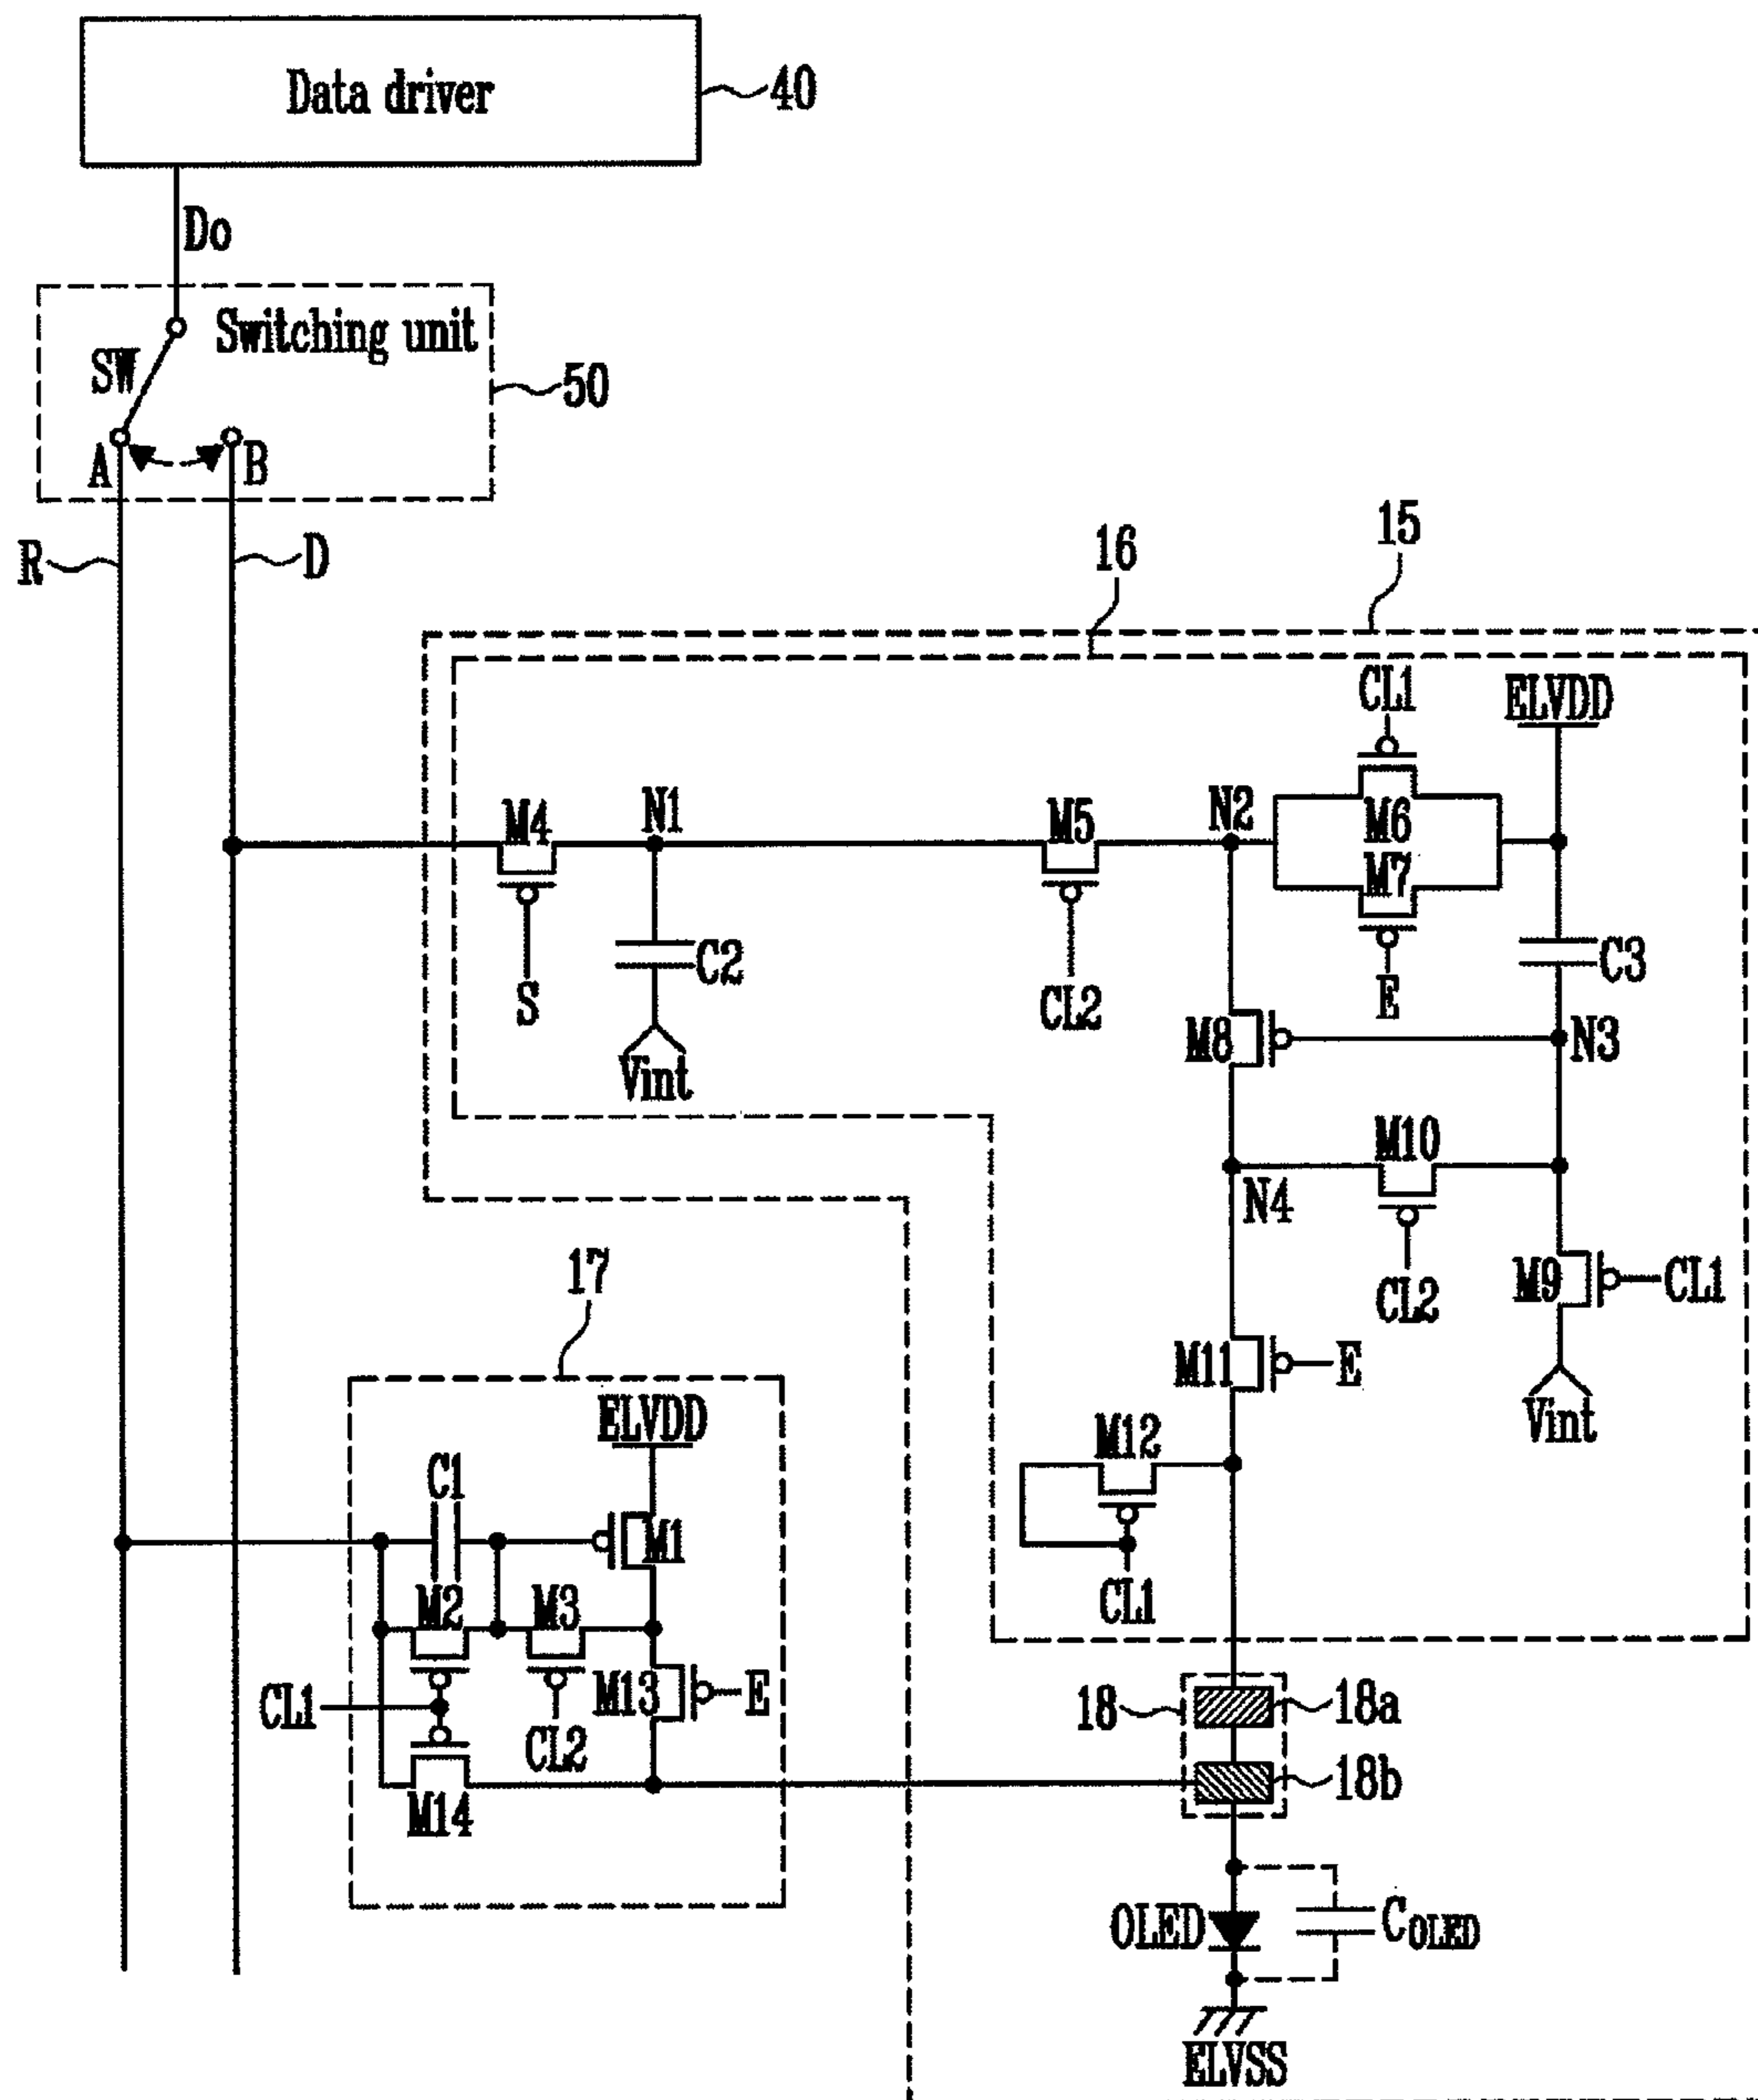 Data driver
40
Do
Switching unit
SW
50
A
B
R
D
16
15
CL1
ELVDD
M4
N1
M5
N2
M6
M7
C2
C3
S
CL2
E
Vint
M8
N3
M10
N4
17
CL2
M9
CL1
M11
E
ELVDD
Vint
M12
C1
M1
CL1
M2
M3
M13
E
CL1
CL2
18
18a
M14
18b
OLED
COLED
ELVSS